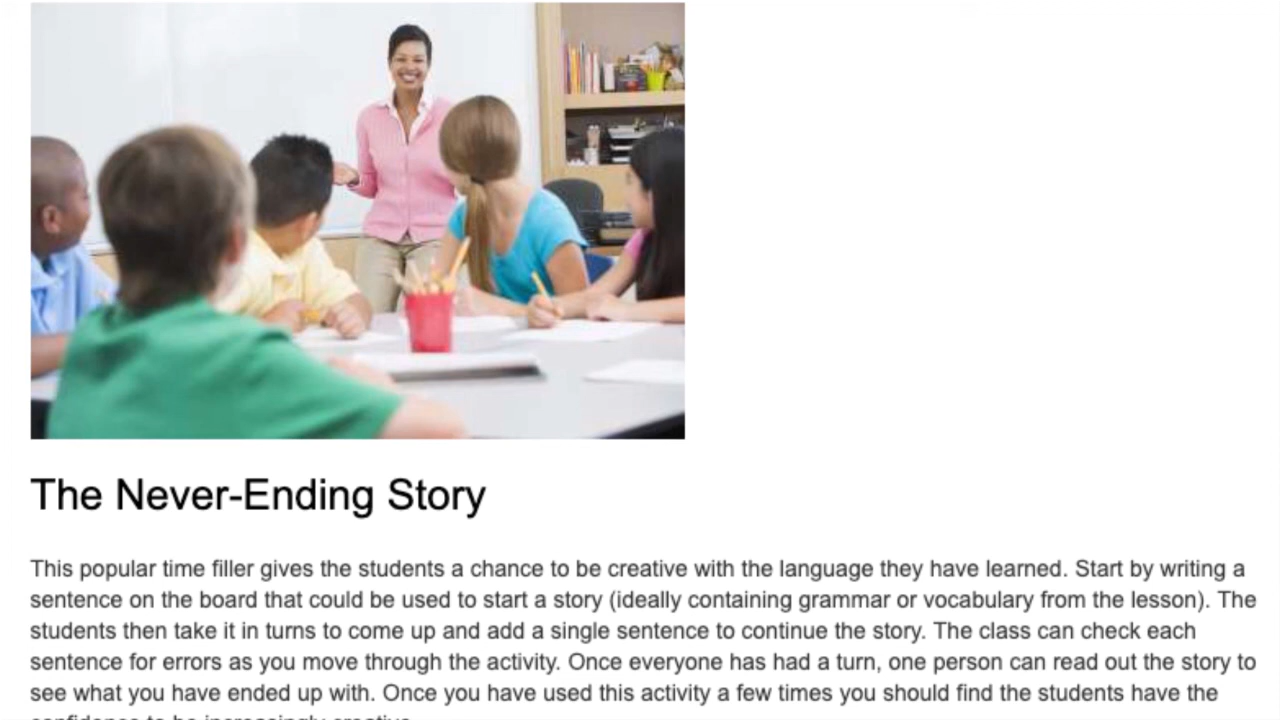 The Never-Ending Story
This popular time filler gives the students a chance to be creative with the language they have learned. Start by writing a
sentence on the board that could be used to start a story (ideally containing grammar or vocabulary from the lesson). The
students then take it in turns to come up and add a single sentence to continue the story. The class can check each
sentence for errors as you move through the activity. Once everyone has had a turn, one person can read out the story to
see what you have ended up with. Once you have used this activity a few times you should find the students have the
confidence to be increasingly creative.